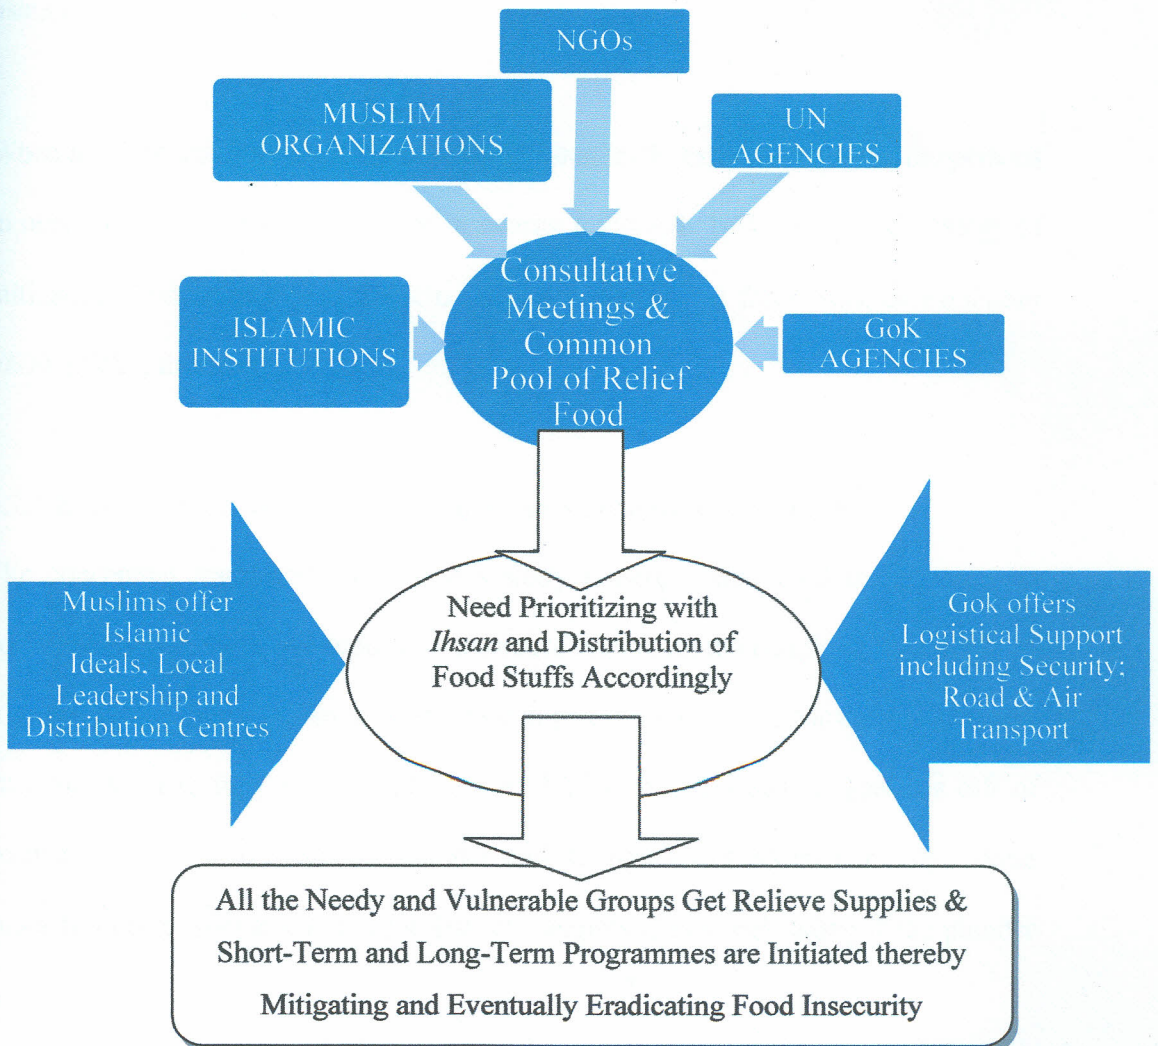 NGOs
MUSLIM
ORGANIZATIONS
UN
AGENCIES
ISLAMIC
INSTITUTIONS
Consultative
Meetings &
Common
Pool of Relief
Food
GoK
AGENCIES
Muslims offer
Islamic
Ideals, Local
Leadership and
Distribution Centres
Need Prioritizing with
Ihsan and Distribution of
Food Stuffs Accordingly
Gok offers
Logistical Support
including Security;
Road & Air
Transport
All the Needy and Vulnerable Groups Get Relieve Supplies &
Short-Term and Long-Term Programmes are Initiated thereby
Mitigating and Eventually Eradicating Food Insecurity